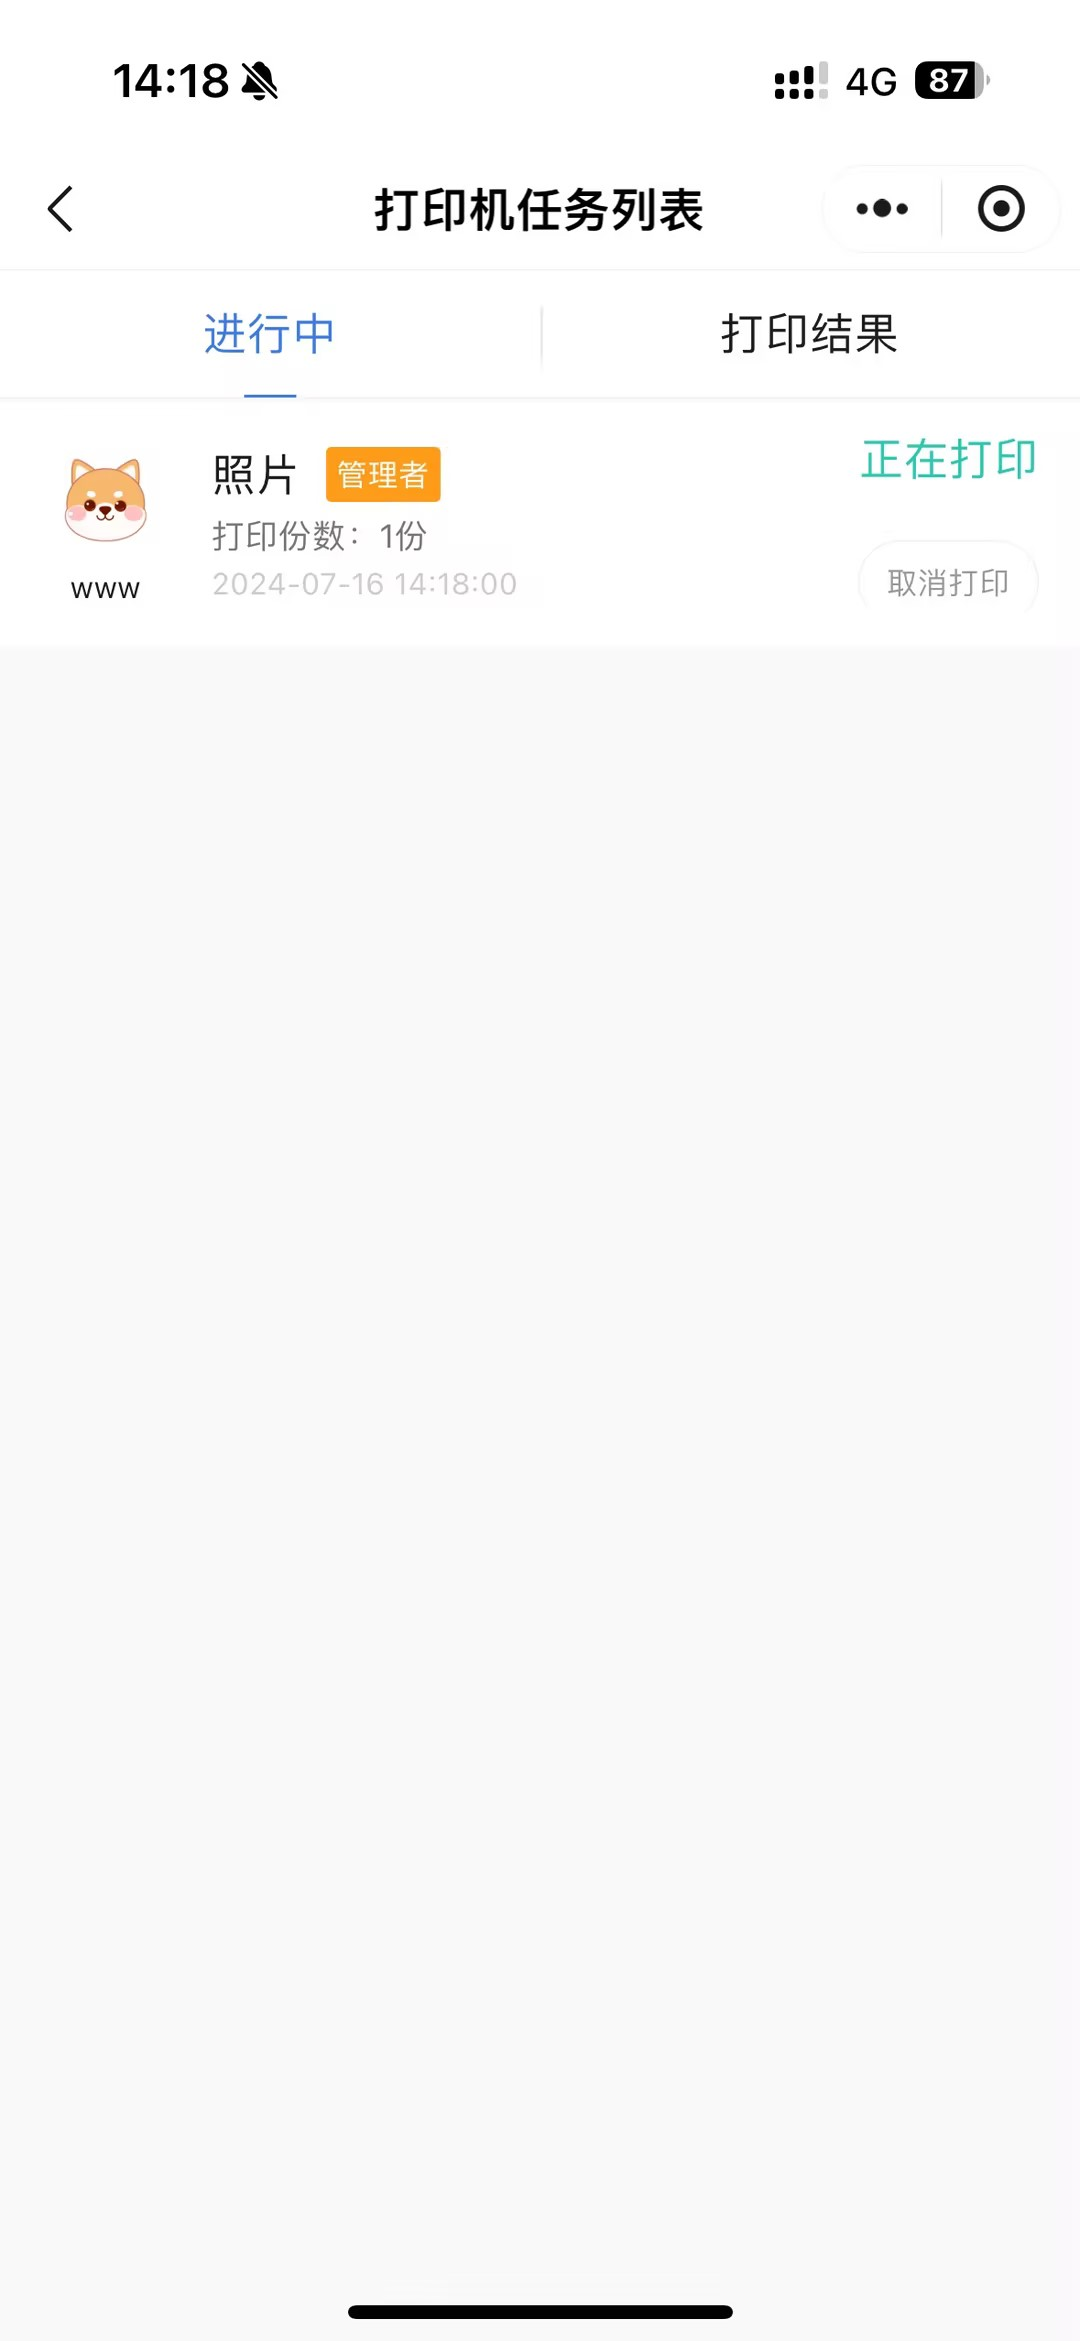 14:18
4G 87
打印机任务列表
进行中
打印结果
照片 管理者
正在打印
打印份数：1份
2024-07-16 14:18:00
取消打印
www